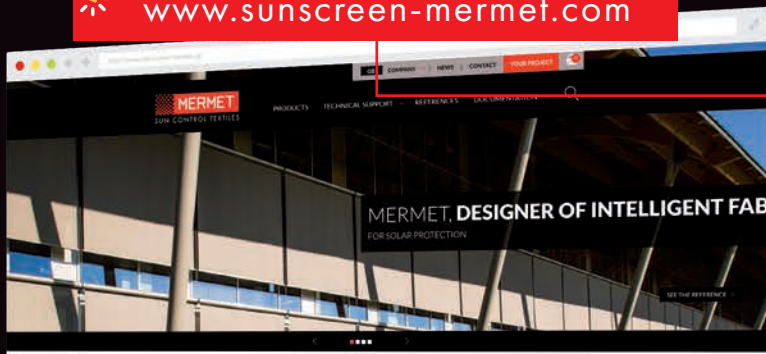 www.sunscreen-mermet.com
GB COMPANY | NEWS | CONTACT YOUR PROJECT
MERMET
SUN CONTROL TEXTILES
PRODUCTS TECHNICAL SUPPORT REFERENCES DOCUMENTATION
MERMET, DESIGNER OF INTELLIGENT FAB
FOR SOLAR PROTECTION
SEE THE REFERENCE